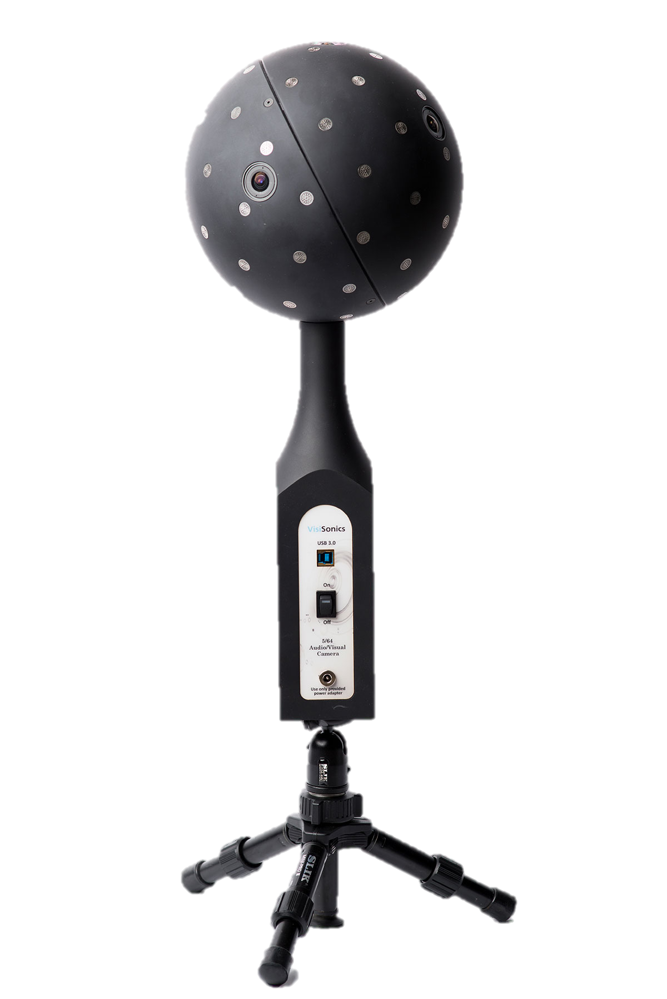 VisiSonics
USB 3.0
On
Off
5/64
Audio/Visual
Camera
Use only provided
power adapter
SLIK
SLIK